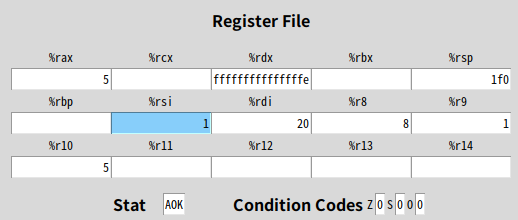 Register File
%rax %rcx %rdx %rbx %rsp
5 fffffffffffffffe 1f0
%rbp %rsi %rdi %r8 %r9
1 20 8 1
%r10 %r11 %r12 %r13 %r14
5
Stat AOK Condition Codes Z 0 S 0 O 0